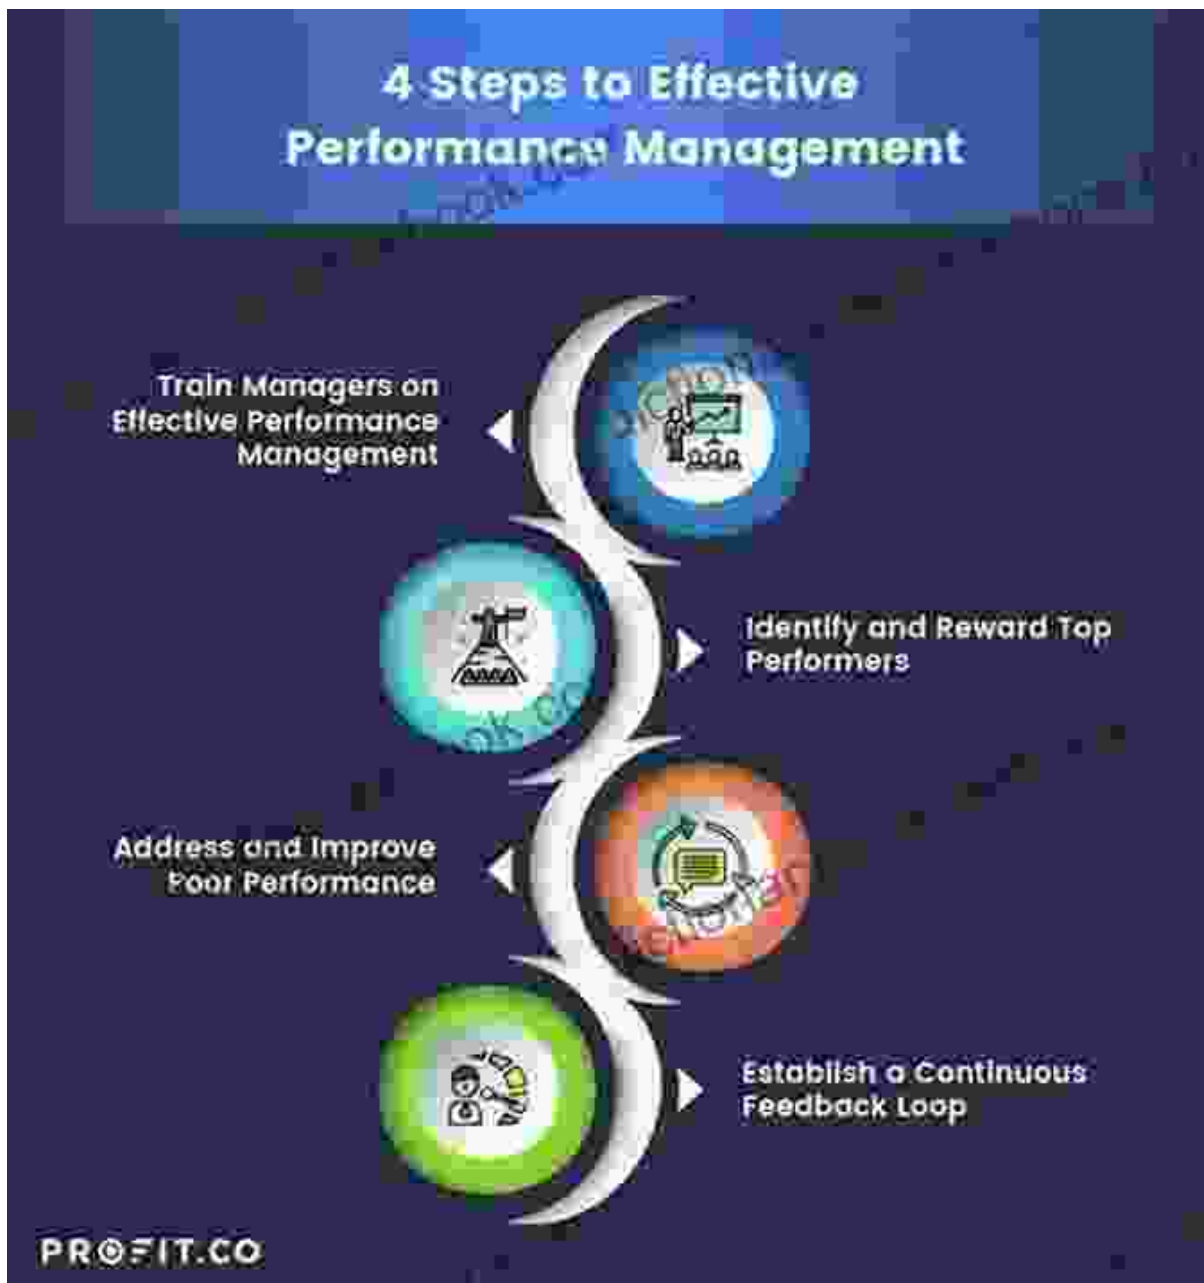 4 Steps to Effective
Performance Management
Train Managers on
Effective Performance
Management
Identify and Reward Top
Performers
Address and Improve
Poor Performance
Establish a Continuous
Feedback Loop
PROFIT.CO